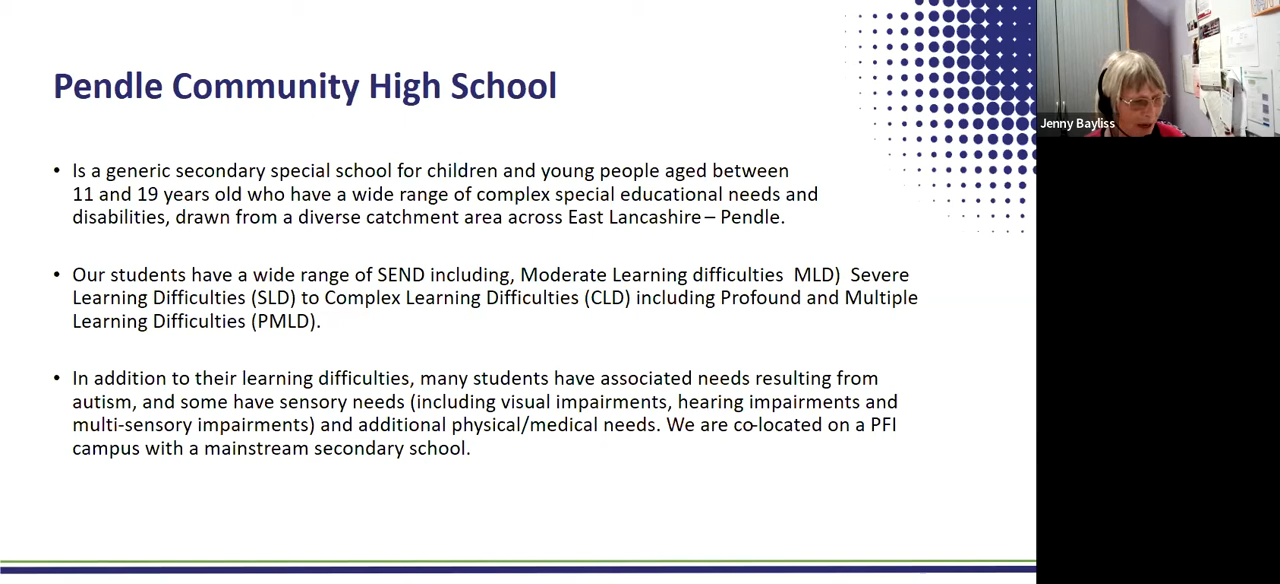 Pendle Community High School
• Is a generic secondary special school for children and young people aged between
11 and 19 years old who have a wide range of complex special educational needs and
disabilities, drawn from a diverse catchment area across East Lancashire – Pendle.
• Our students have a wide range of SEND including, Moderate Learning difficulties  MLD)  Severe
Learning Difficulties (SLD) to Complex Learning Difficulties (CLD) including Profound and Multiple
Learning Difficulties (PMLD).
• In addition to their learning difficulties, many students have associated needs resulting from
autism, and some have sensory needs (including visual impairments, hearing impairments and
multi-sensory impairments) and additional physical/medical needs. We are co-located on a PFI
campus with a mainstream secondary school.
Jenny Bayliss